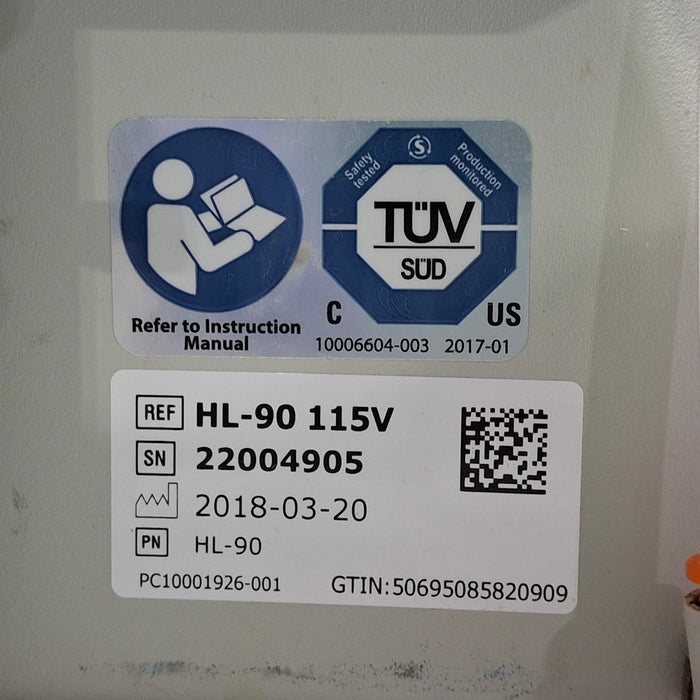 Safety tested
Production monitored
TÜV
SÜD
C US
Refer to Instruction
Manual
10006604-003 2017-01
REF HL-90 115V
SN 22004905
2018-03-20
PN HL-90
PC10001926-001 GTIN:50695085820909